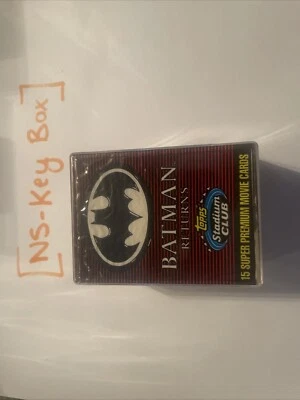 [NS-Key Box]
BATMAN
RETURNS
TOPPS
Stadium
CLUB
15 SUPER PREMIUM MOVIE CARDS